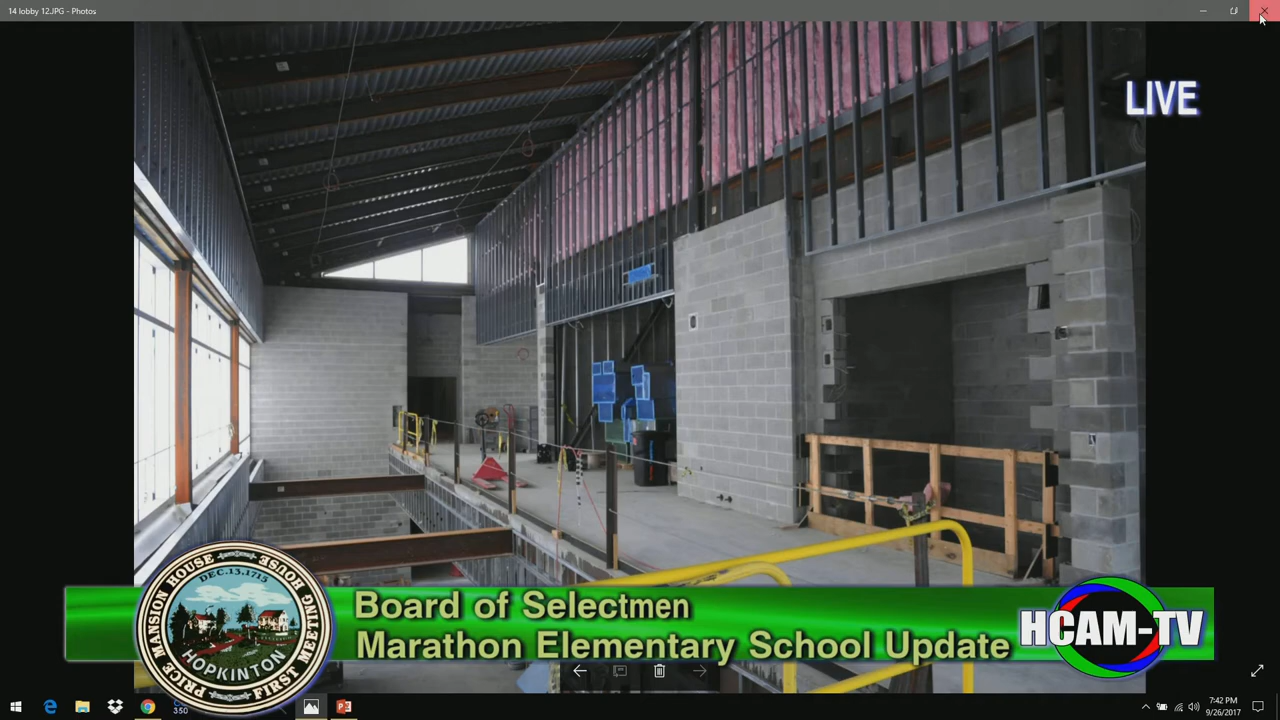 14 lobby 12.JPG - Photos
LIVE
Board of Selectmen
Marathon Elementary School Update
DEC.13.1715
PRICE MANSION HOUSE
FIRST MEETING HOUSE
HOPKINTON
HCAM-TV
350
7:42 PM
9/26/2017